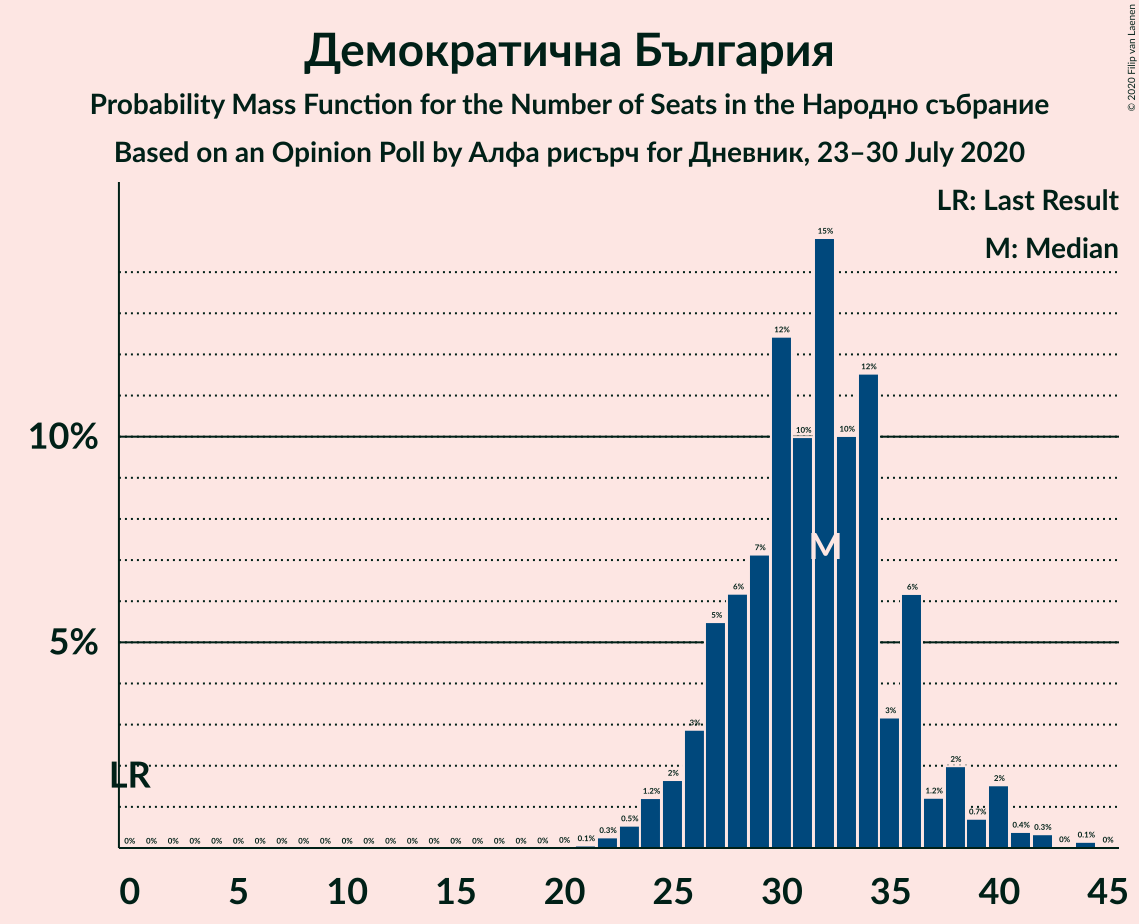 Демократична България
Probability Mass Function for the Number of Seats in the Народно събрание
Based on an Opinion Poll by Алфа рисърч for Дневник, 23–30 July 2020
© 2020 Filip van Laenen
LR: Last Result
M: Median
15%
12%
12%
10%
10%
10%
M
7%
6%
6%
5%
5%
3%
3%
LR
2%
2%
2%
1.2%
1.2%
0.7%
0.5%
0.4%
0.3%
0.3%
0% 0% 0% 0% 0% 0% 0% 0% 0% 0% 0% 0% 0% 0% 0% 0% 0% 0% 0% 0% 0% 0.1% 0% 0.1% 0%
0 5 10 15 20 25 30 35 40 45